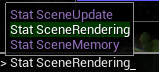 Stat SceneUpdate
Stat SceneRendering
Stat SceneMemory
> Stat SceneRendering_